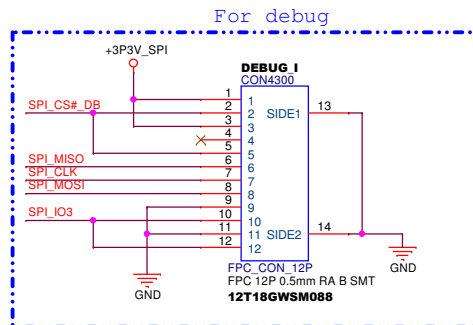 For debug
+3P3V_SPI
DEBUG_I
CON4300
SPI_CS#_DB
SPI_MISO
SPI_CLK
SPI_MOSI
SPI_IO3
1 1
2 2
3 3
4 4
5 5
6 6
7 7
8 8
9 9
10 10
11 11
12 12
SIDE1 13
SIDE2 14
GND
GND
FPC_CON_12P
FPC 12P 0.5mm RA B SMT
12T18GWSM088